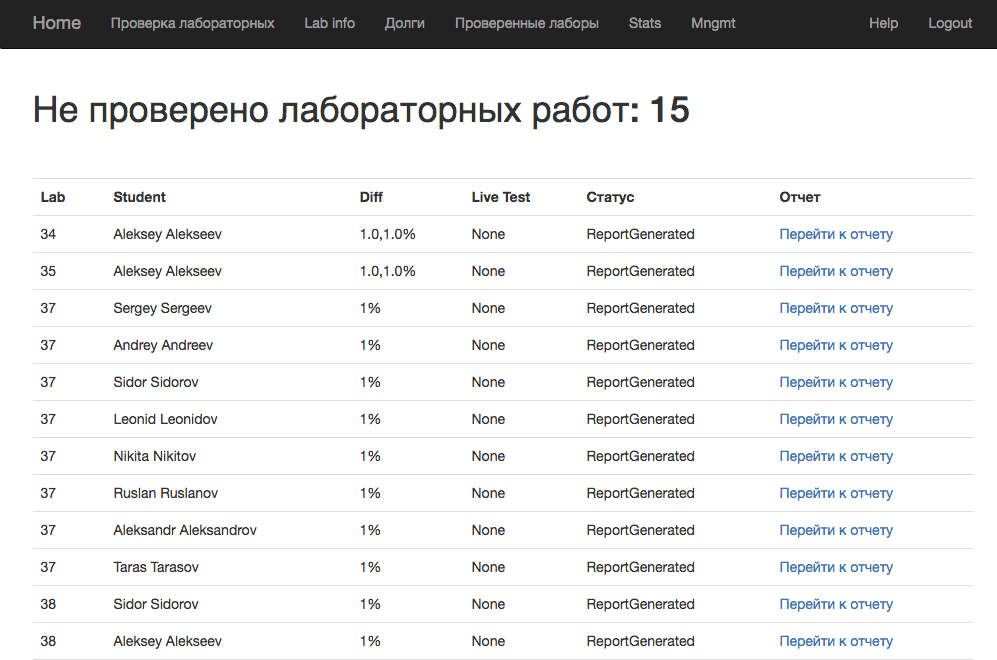 Home Проверка лабораторных Lab info Долги Проверенные лаборы Stats Mngmt Help Logout
Не проверено лабораторных работ: 15
Lab Student Diff Live Test Статус Отчет
34 Aleksey Alekseev 1.0,1.0% None ReportGenerated Перейти к отчету
35 Aleksey Alekseev 1.0,1.0% None ReportGenerated Перейти к отчету
37 Sergey Sergeev 1% None ReportGenerated Перейти к отчету
37 Andrey Andreev 1% None ReportGenerated Перейти к отчету
37 Sidor Sidorov 1% None ReportGenerated Перейти к отчету
37 Leonid Leonidov 1% None ReportGenerated Перейти к отчету
37 Nikita Nikitov 1% None ReportGenerated Перейти к отчету
37 Ruslan Ruslanov 1% None ReportGenerated Перейти к отчету
37 Aleksandr Aleksandrov 1% None ReportGenerated Перейти к отчету
37 Taras Tarasov 1% None ReportGenerated Перейти к отчету
38 Sidor Sidorov 1% None ReportGenerated Перейти к отчету
38 Aleksey Alekseev 1% None ReportGenerated Перейти к отчету